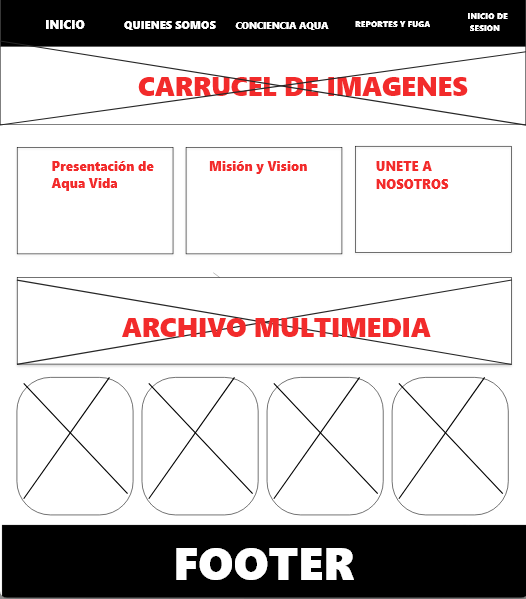 INICIO
QUIENES SOMOS
CONCIENCIA AQUA
REPORTES Y FUGA
INICIO DE
SESION
CARRUCEL DE IMAGENES
Presentación de
Aqua Vida
Misión y Vision
UNETE A
NOSOTROS
ARCHIVO MULTIMEDIA
FOOTER